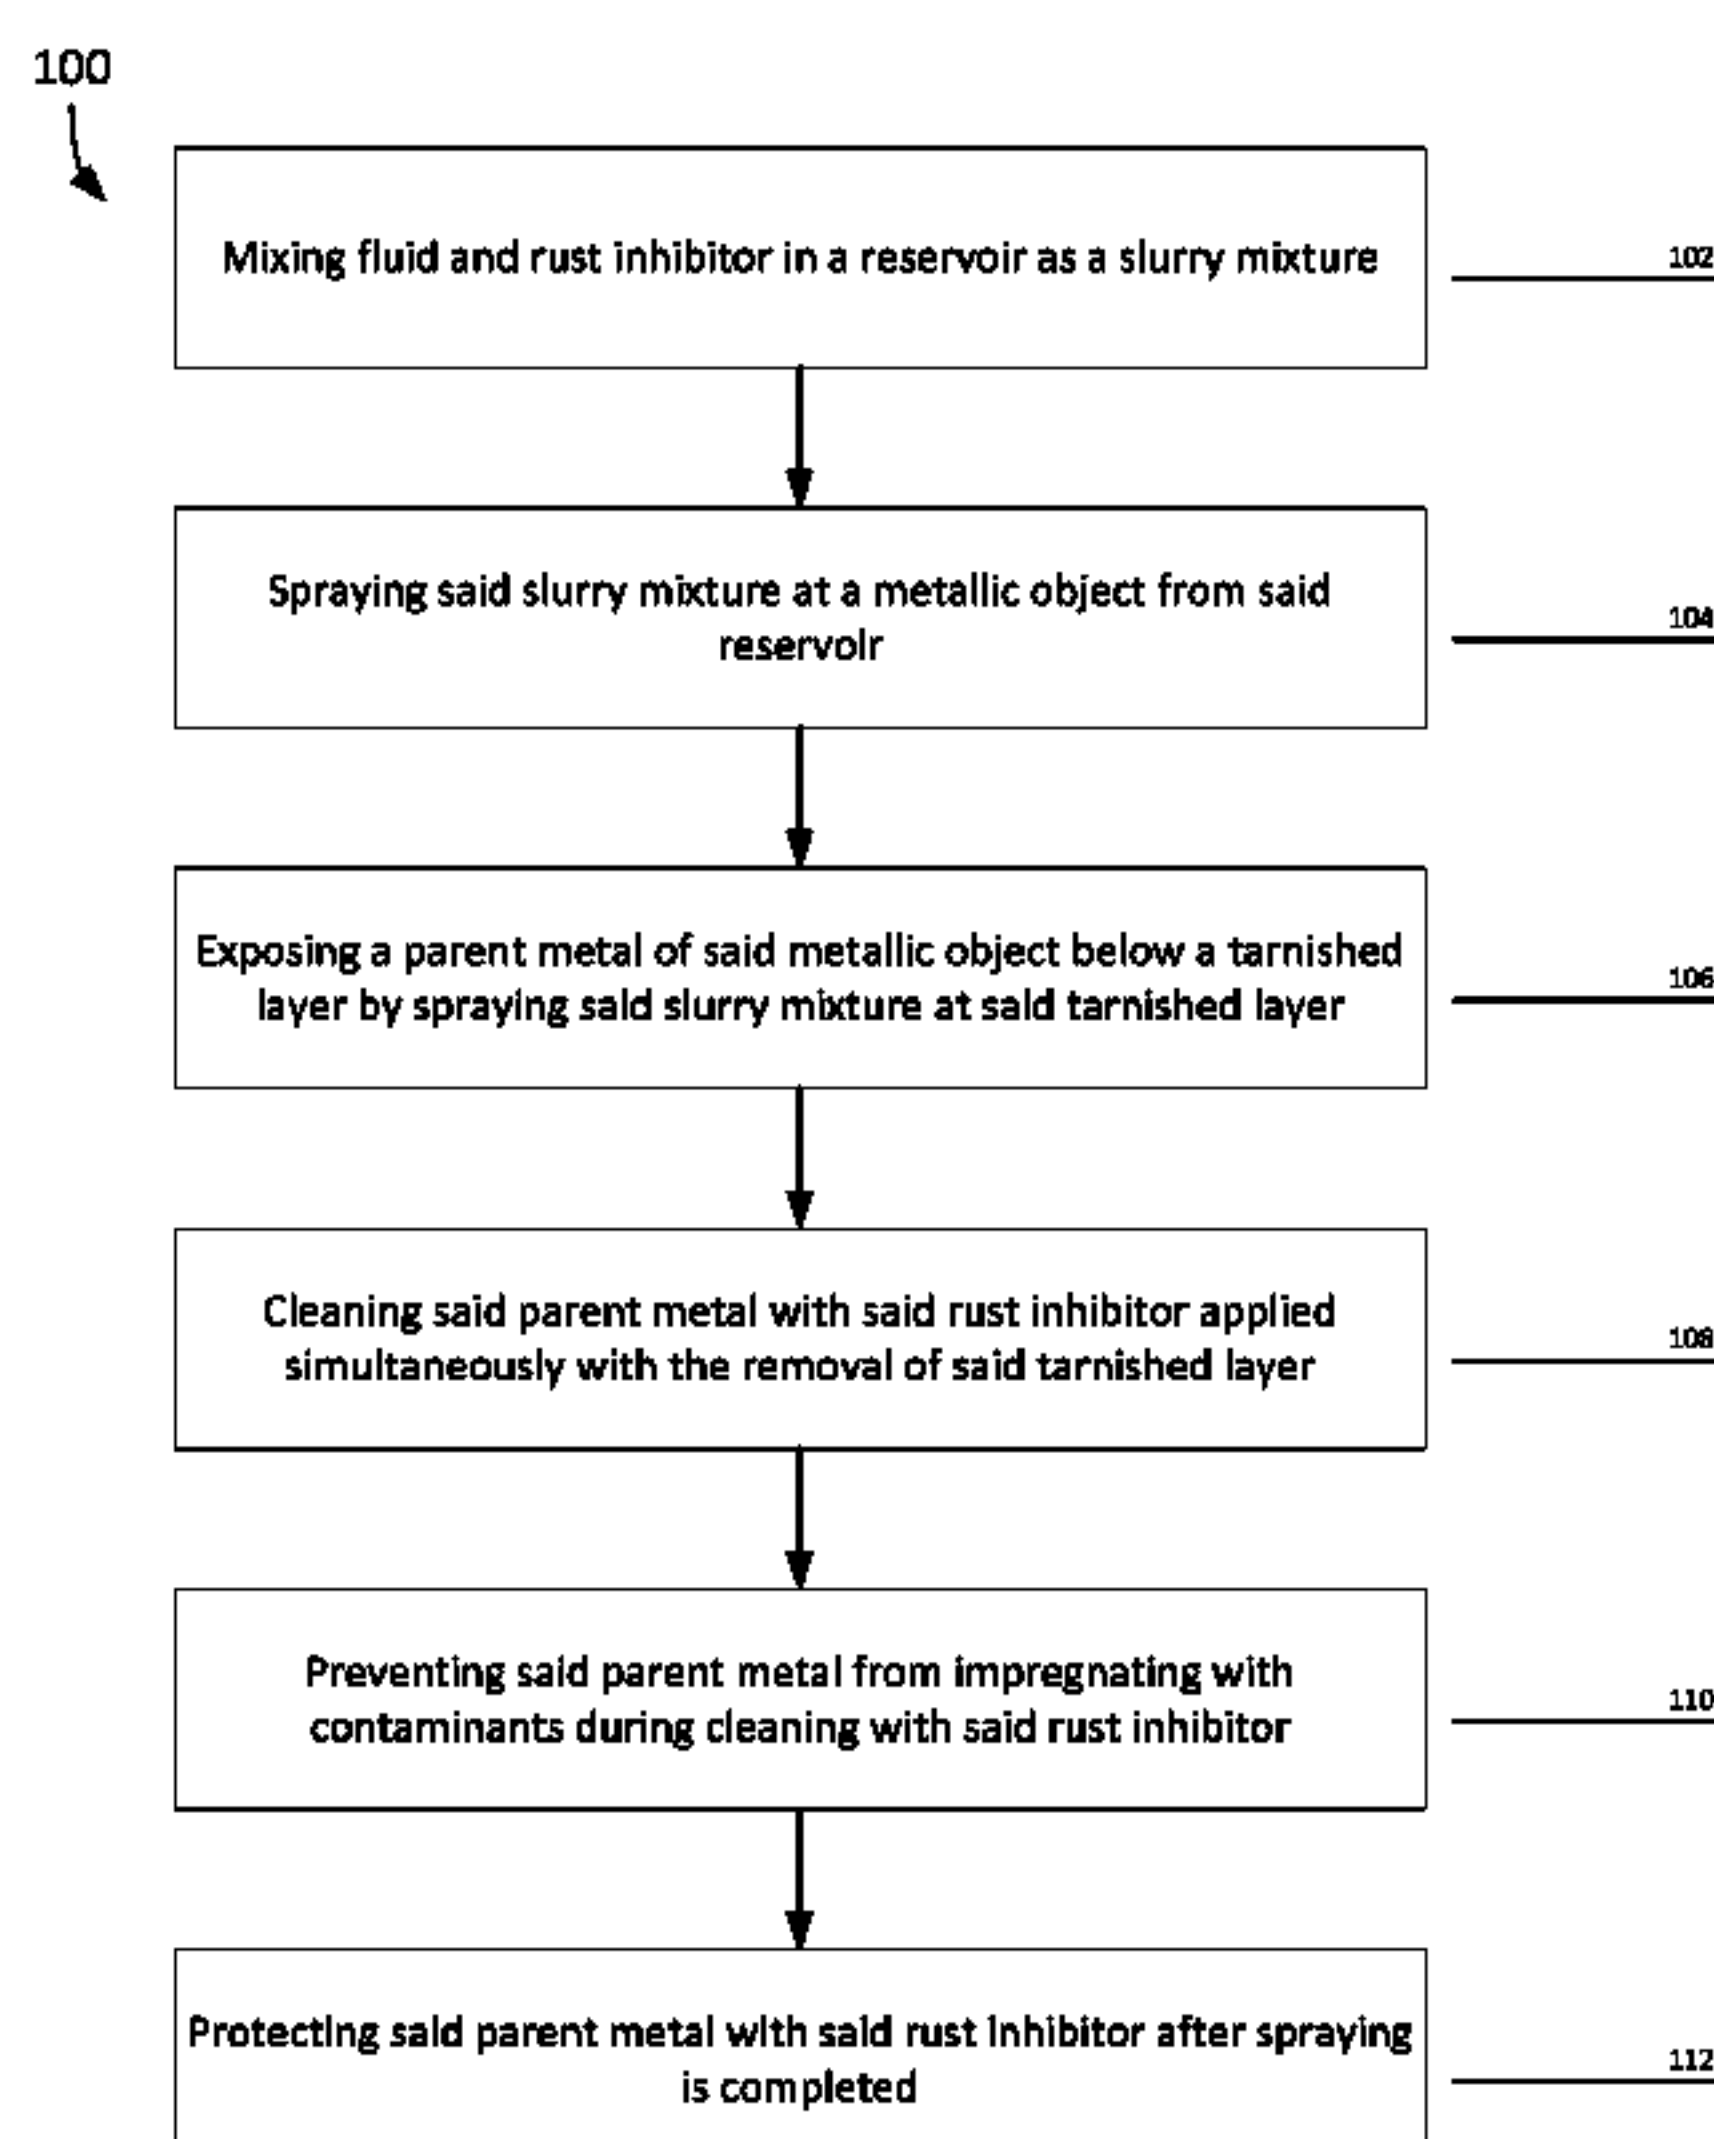 100
Mixing fluid and rust inhibitor in a reservoir as a slurry mixture
102
Spraying said slurry mixture at a metallic object from said
reservoir
104
Exposing a parent metal of said metallic object below a tarnished
layer by spraying said slurry mixture at said tarnished layer
106
Cleaning said parent metal with said rust inhibitor applied
simultaneously with the removal of said tarnished layer
108
Preventing said parent metal from impregnating with
contaminants during cleaning with said rust inhibitor
110
Protecting said parent metal with said rust inhibitor after spraying
is completed
112